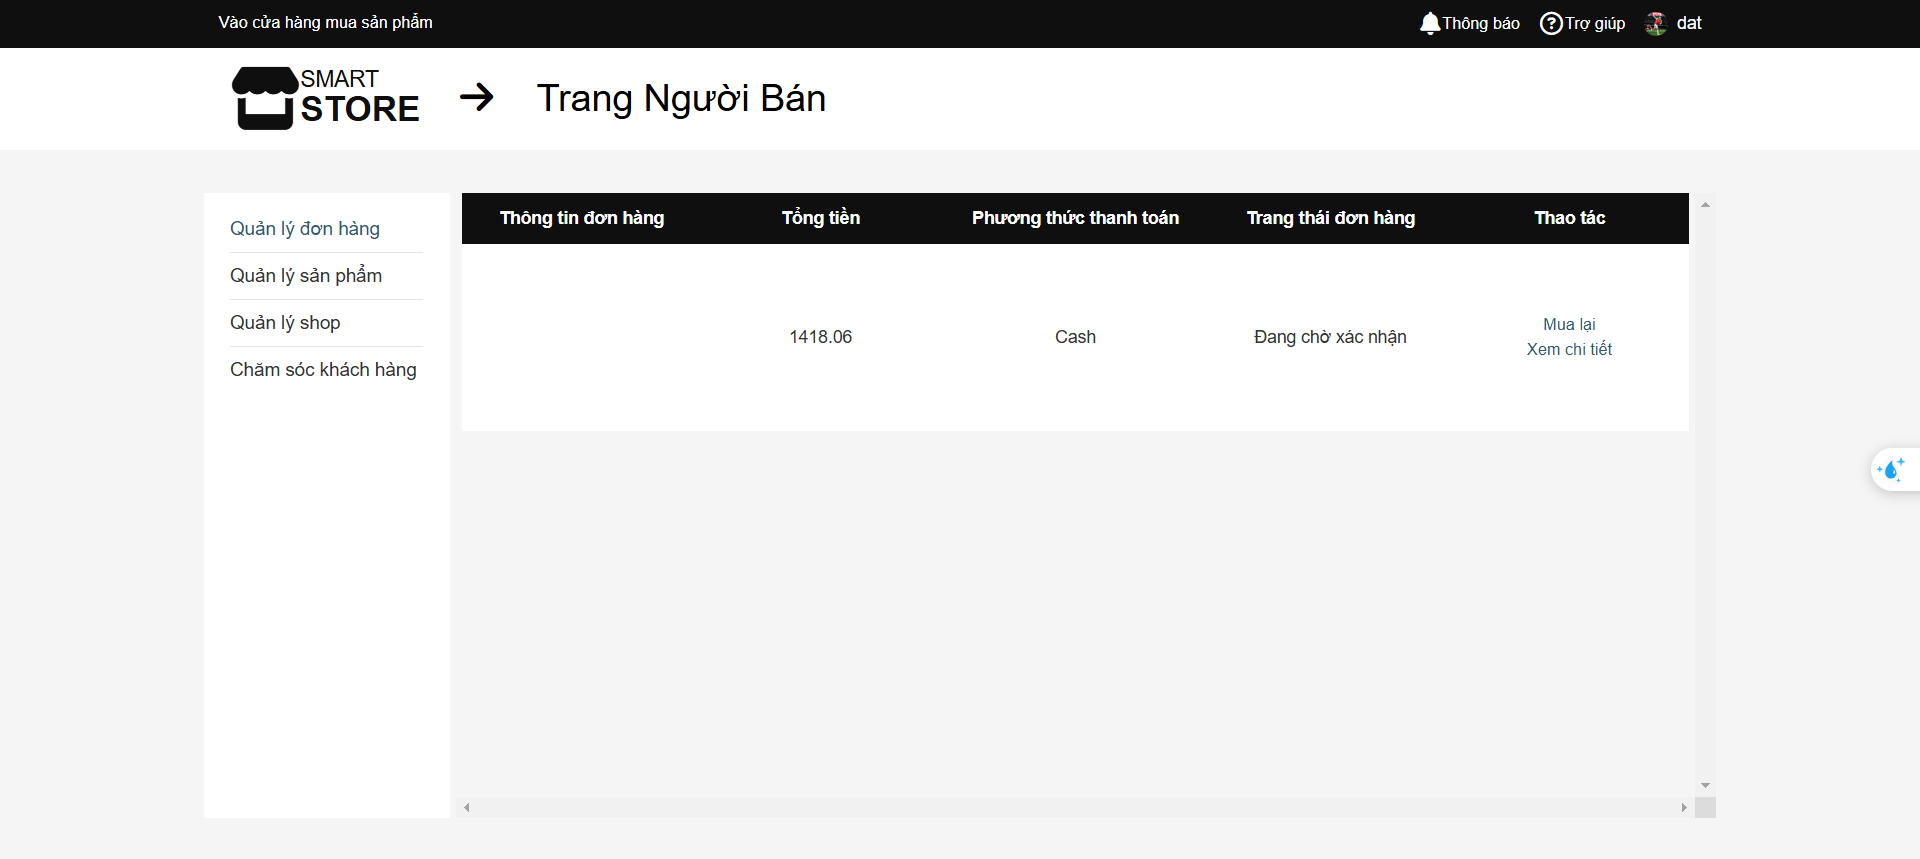 Vào cửa hàng mua sản phẩm
Thông báo
Trợ giúp
dat
SMART
STORE
Trang Người Bán
Quản lý đơn hàng
Quản lý sản phẩm
Quản lý shop
Chăm sóc khách hàng
Thông tin đơn hàng Tổng tiền Phương thức thanh toán Trang thái đơn hàng Thao tác
1418.06 Cash Đang chờ xác nhận
Mua lại
Xem chi tiết